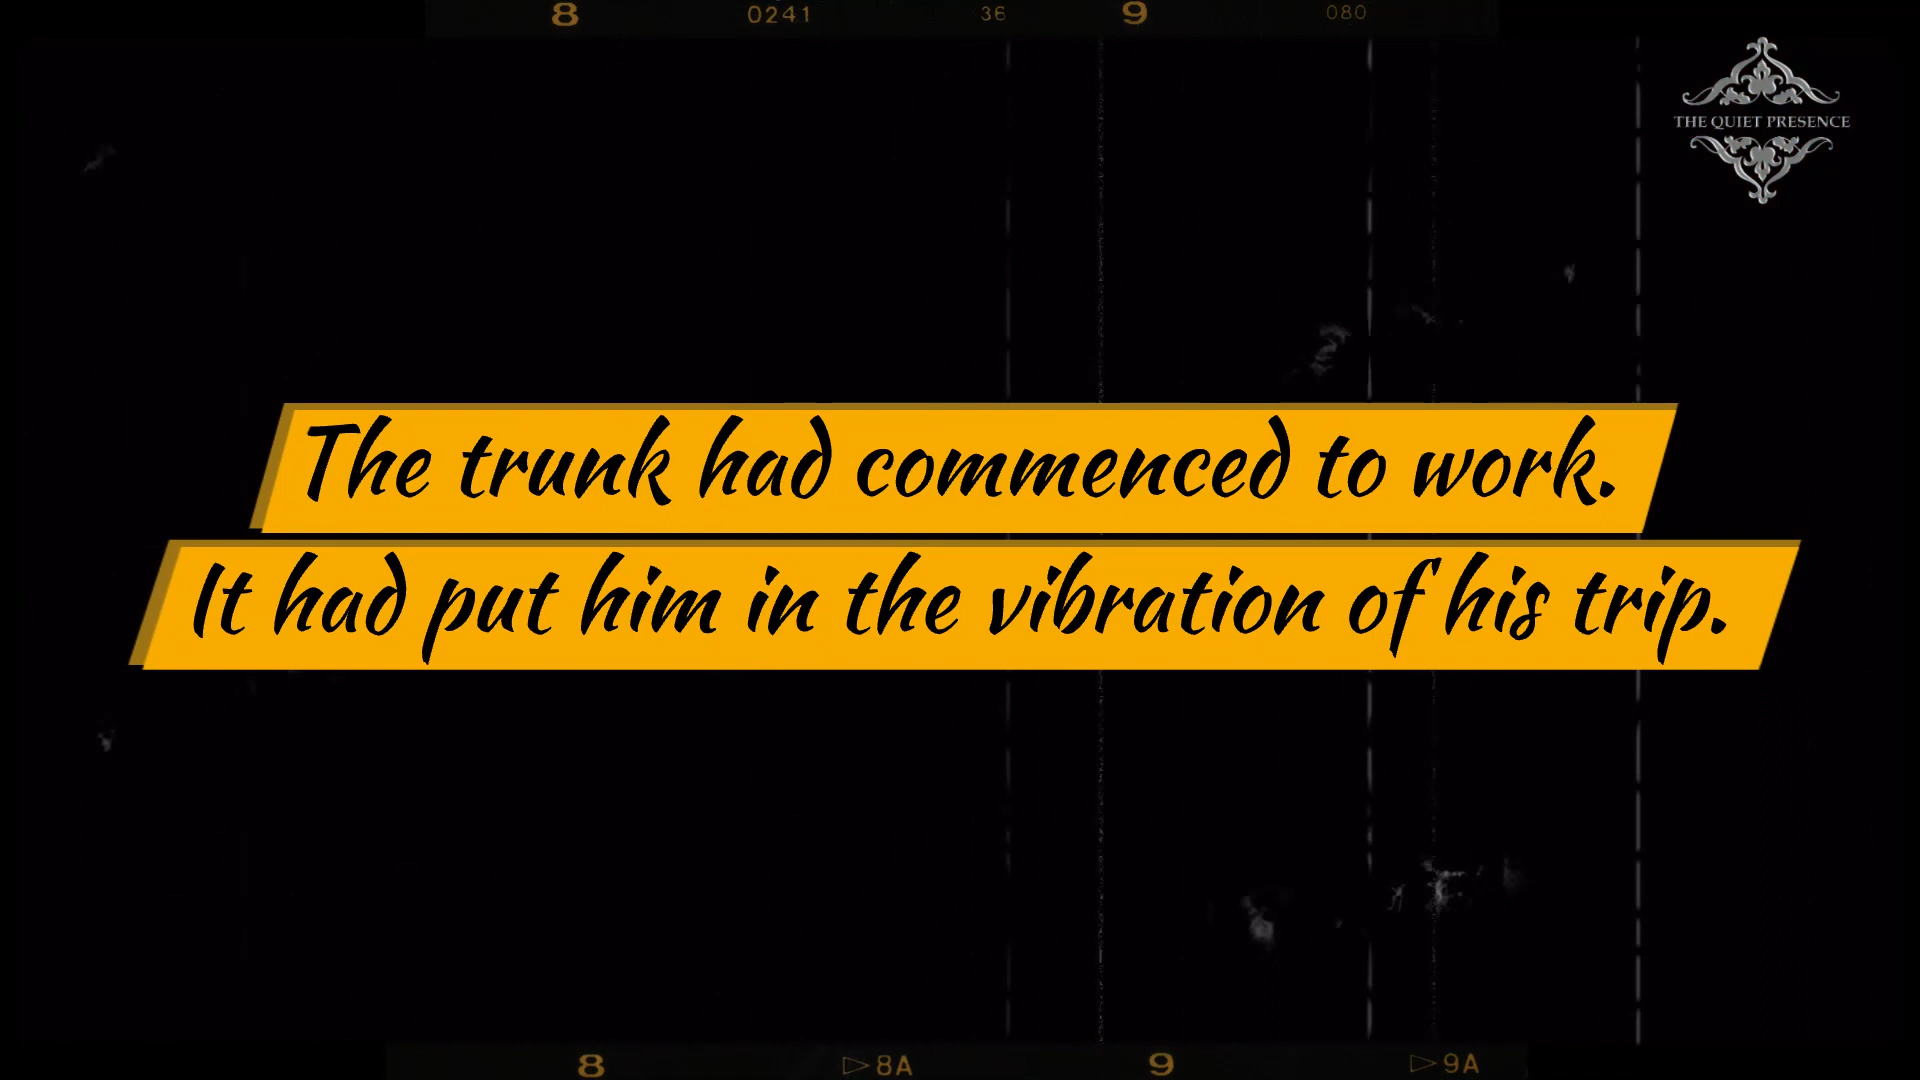 8 0241 36 9 080
THE QUIET PRESENCE
The trunk had commenced to work.
It had put him in the vibration of his trip.
8 ▷8A 9 ▷9A